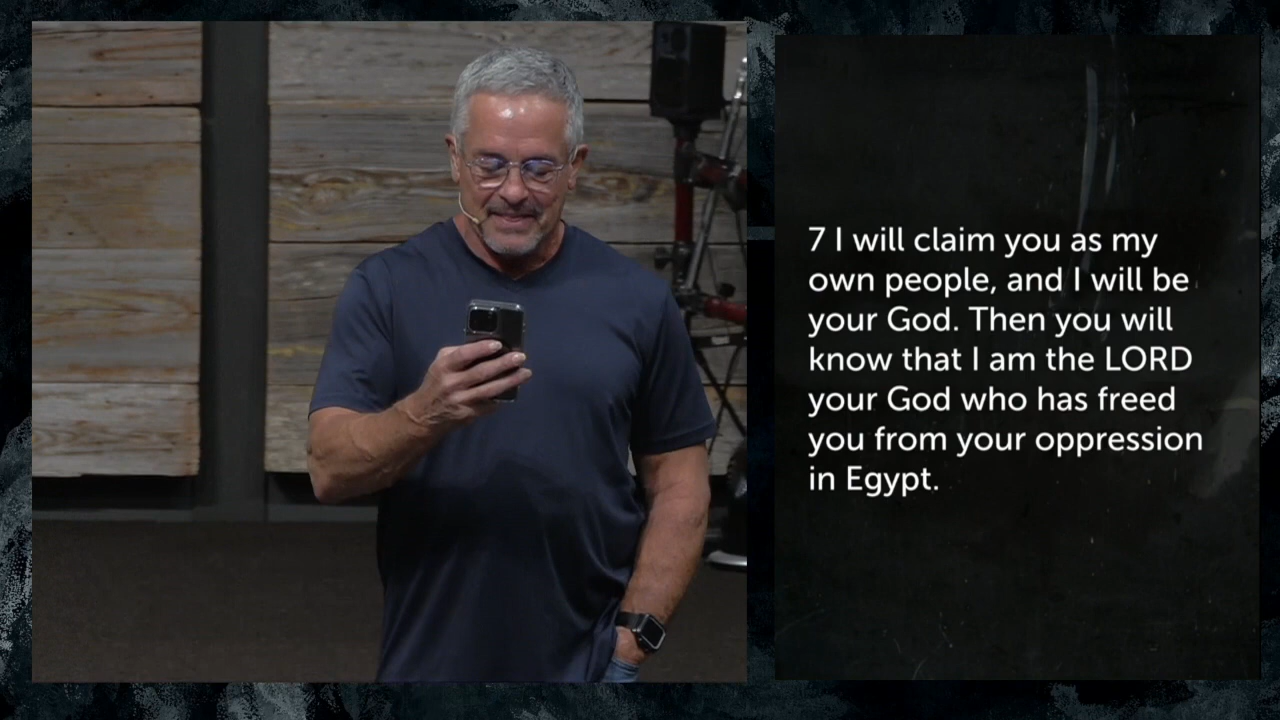 7 I will claim you as my
own people, and I will be
your God. Then you will
know that I am the LORD
your God who has freed
you from your oppression
in Egypt.